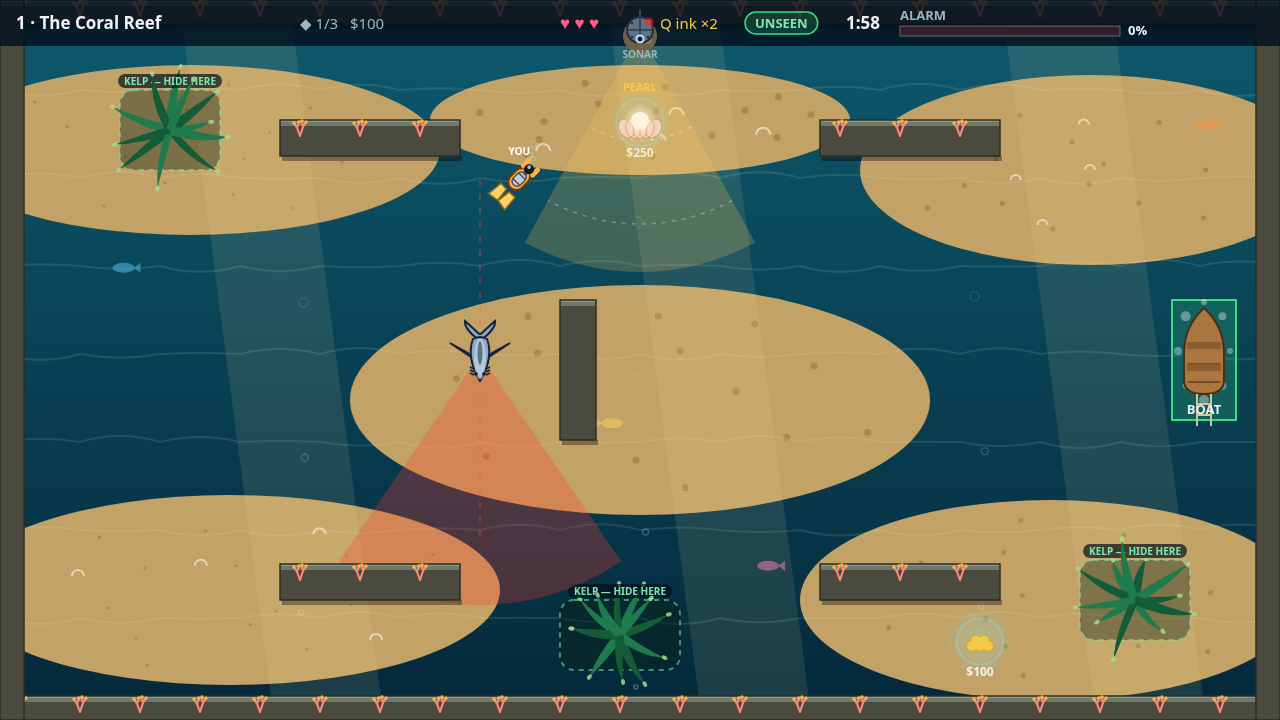 1 · The Coral Reef
◆ 1/3 $100
♥ ♥ ♥
Q ink ×2
UNSEEN
1:58
ALARM
0%
SONAR
KELP — HIDE HERE
PEARL
$250
YOU
BOAT
KELP — HIDE HERE
KELP — HIDE HERE
$100